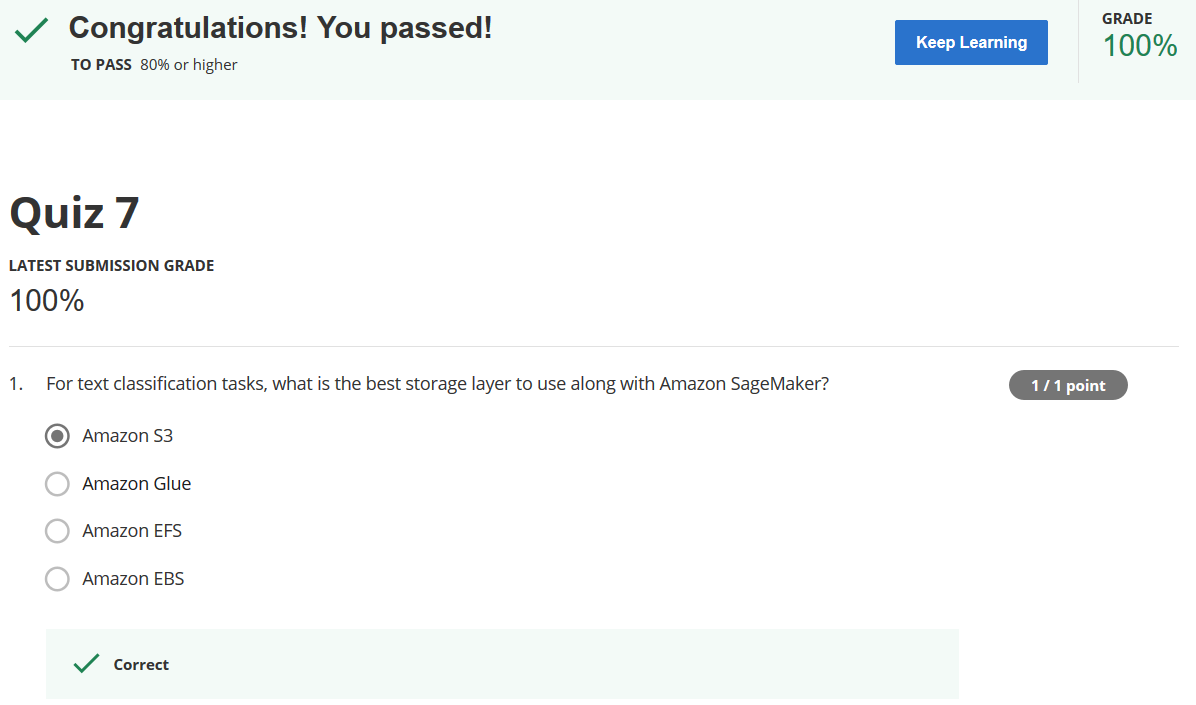 Congratulations! You passed!
TO PASS 80% or higher
Keep Learning
GRADE
100%
Quiz 7
LATEST SUBMISSION GRADE
100%
1. For text classification tasks, what is the best storage layer to use along with Amazon SageMaker?
1 / 1 point
Amazon S3
Amazon Glue
Amazon EFS
Amazon EBS
Correct